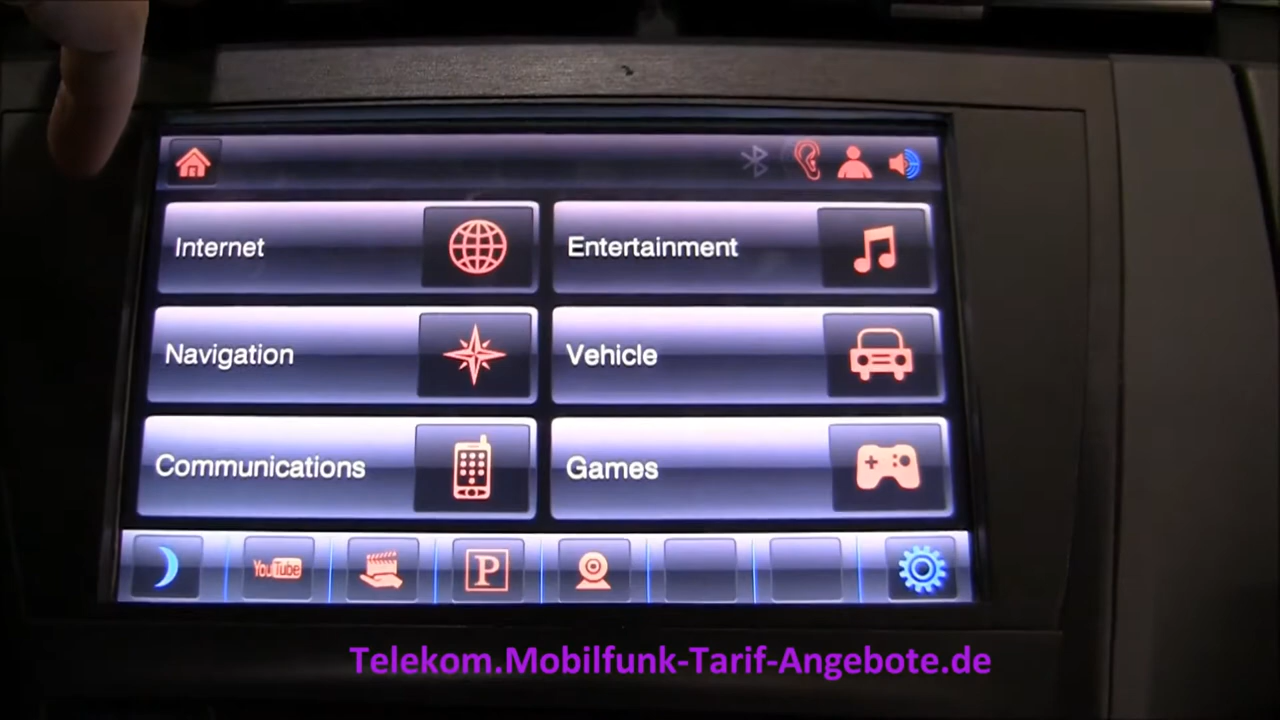 Internet
Entertainment
Navigation
Vehicle
Communications
Games
YouTube
P
Telekom.Mobilfunk-Tarif-Angebote.de